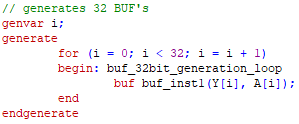 // generates 32 BUF's
genvar i;
generate
for (i = 0; i < 32; i = i + 1)
begin: buf_32bit_generation_loop
buf buf_inst1(Y[i], A[i]);
end
endgenerate